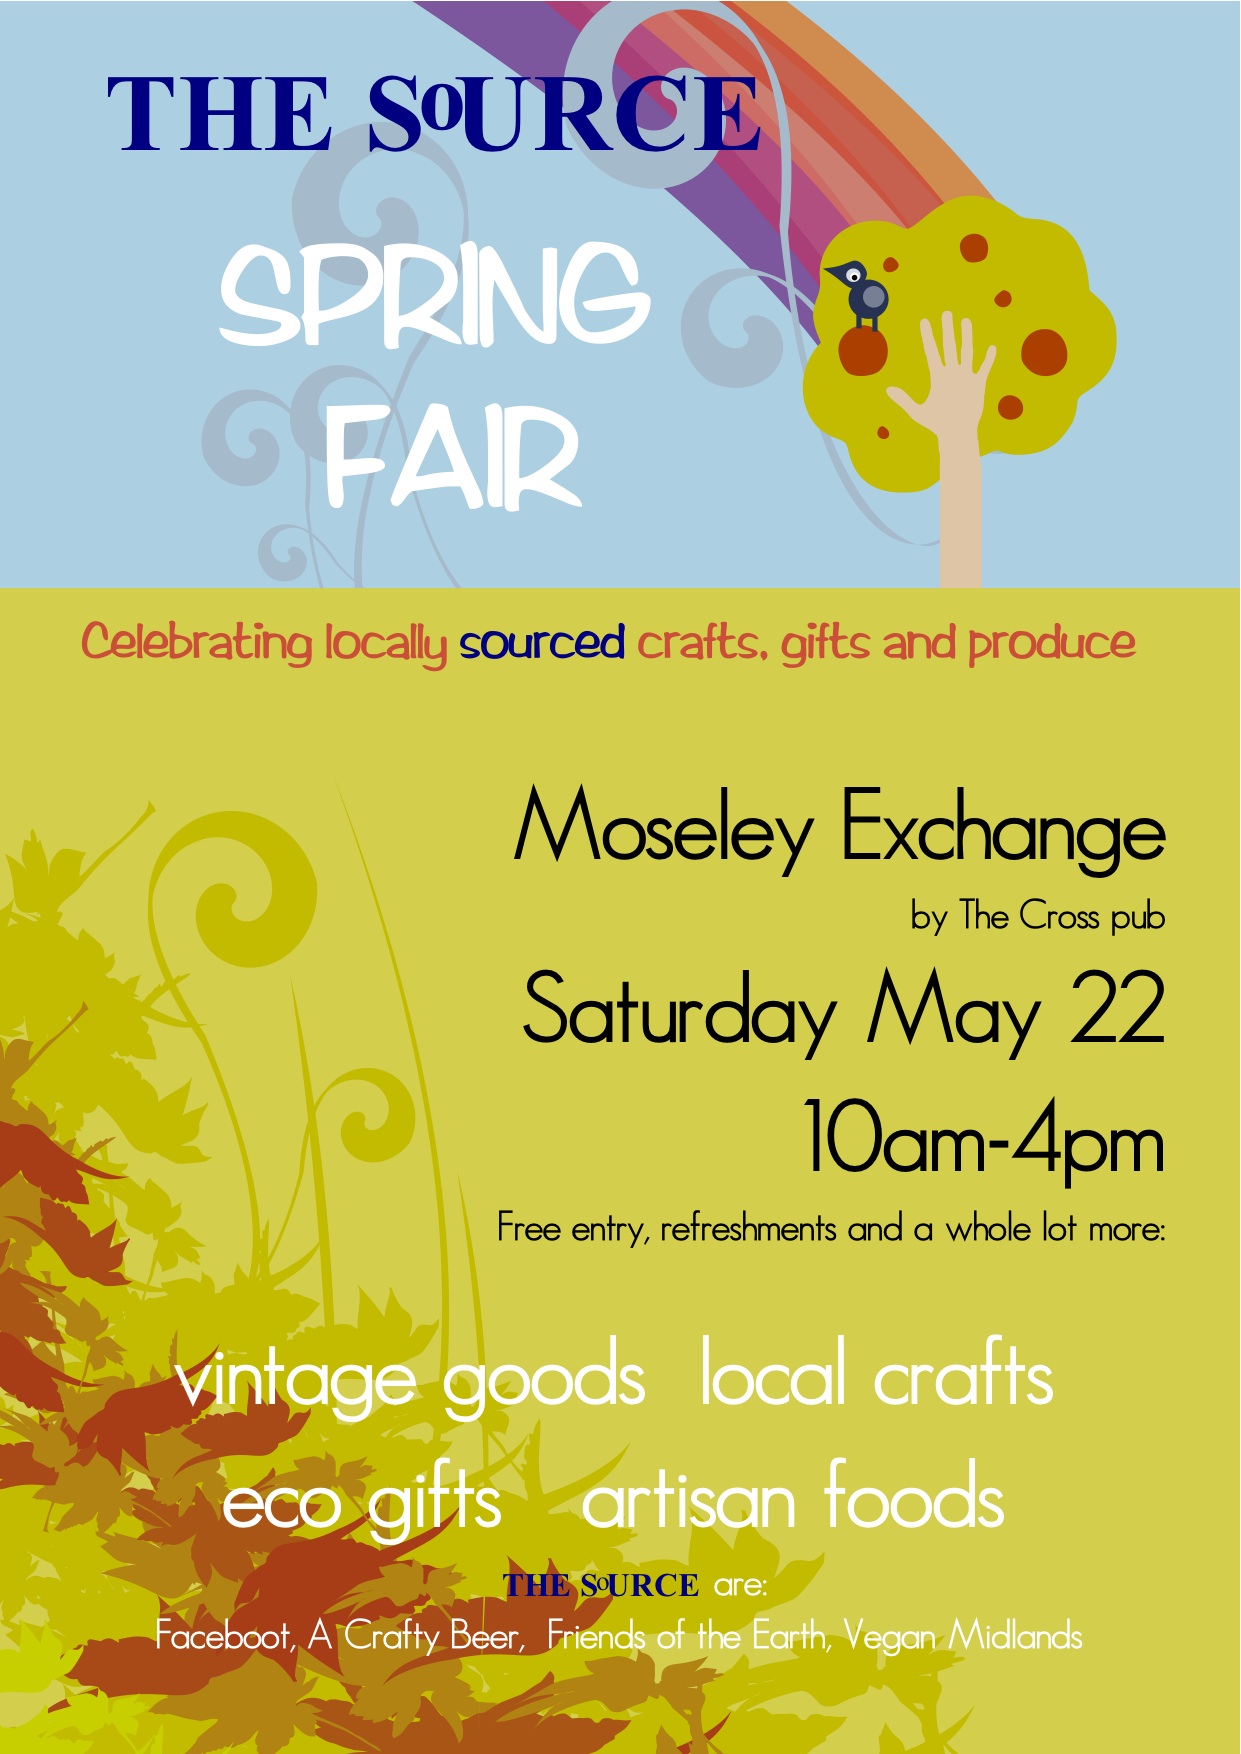 THE SoURCE
SPRING
FAIR
Celebrating locally sourced crafts, gifts and produce
Moseley Exchange
by The Cross pub
Saturday May 22
10am-4pm
Free entry, refreshments and a whole lot more:
vintage goods local crafts
eco gifts artisan foods
THE SoURCE are:
Faceboot, A Crafty Beer, Friends of the Earth, Vegan Midlands